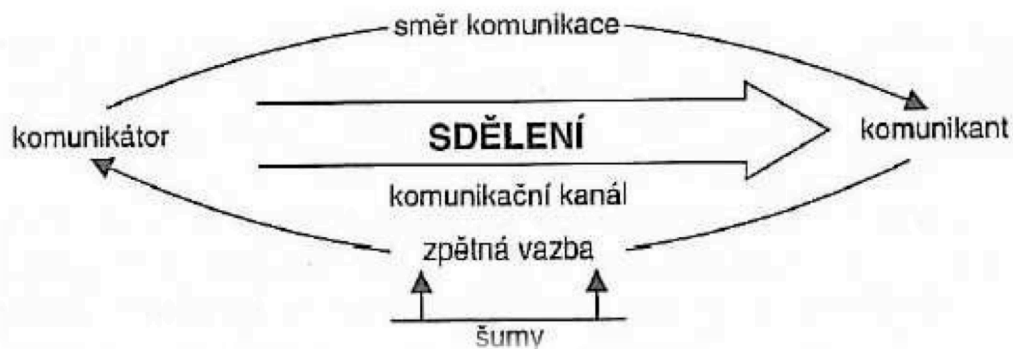 směr komunikace
komunikátor
SDĚLENÍ
komunikant
komunikační kanál
zpětná vazba
šumy